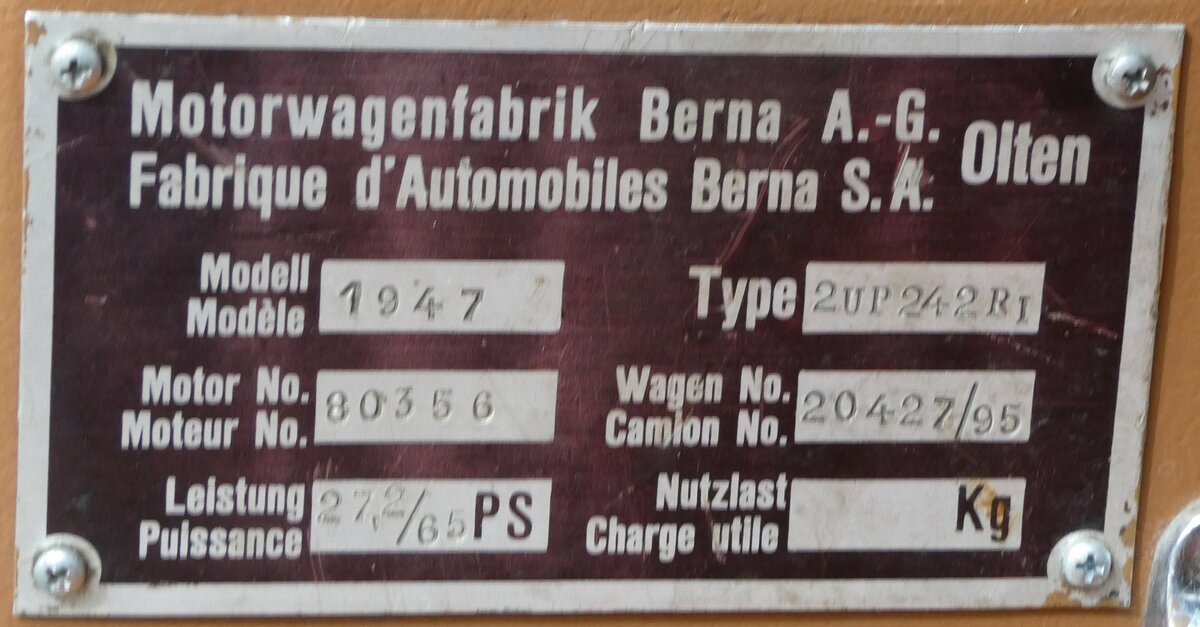 Motorwagenfabrik Berna A.-G. Olten
Fabrique d'Automobiles Berna S.A.
Modell
Modèle 1947
Type 2UP242RI
Motor No.
Moteur No. 80356
Wagen No.
Camion No. 20427/95
Leistung
Puissance 27,2/65 PS
Nutzlast
Charge utile Kg